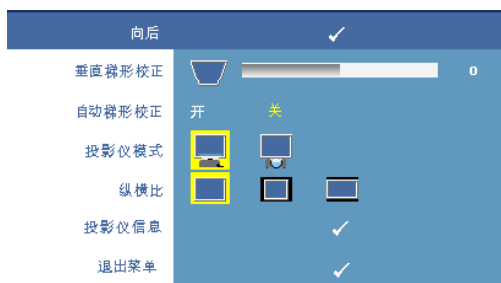 向后
垂直梯形校正 0
自动梯形校正 开 关
投影仪模式
纵横比
投影仪信息
退出菜单